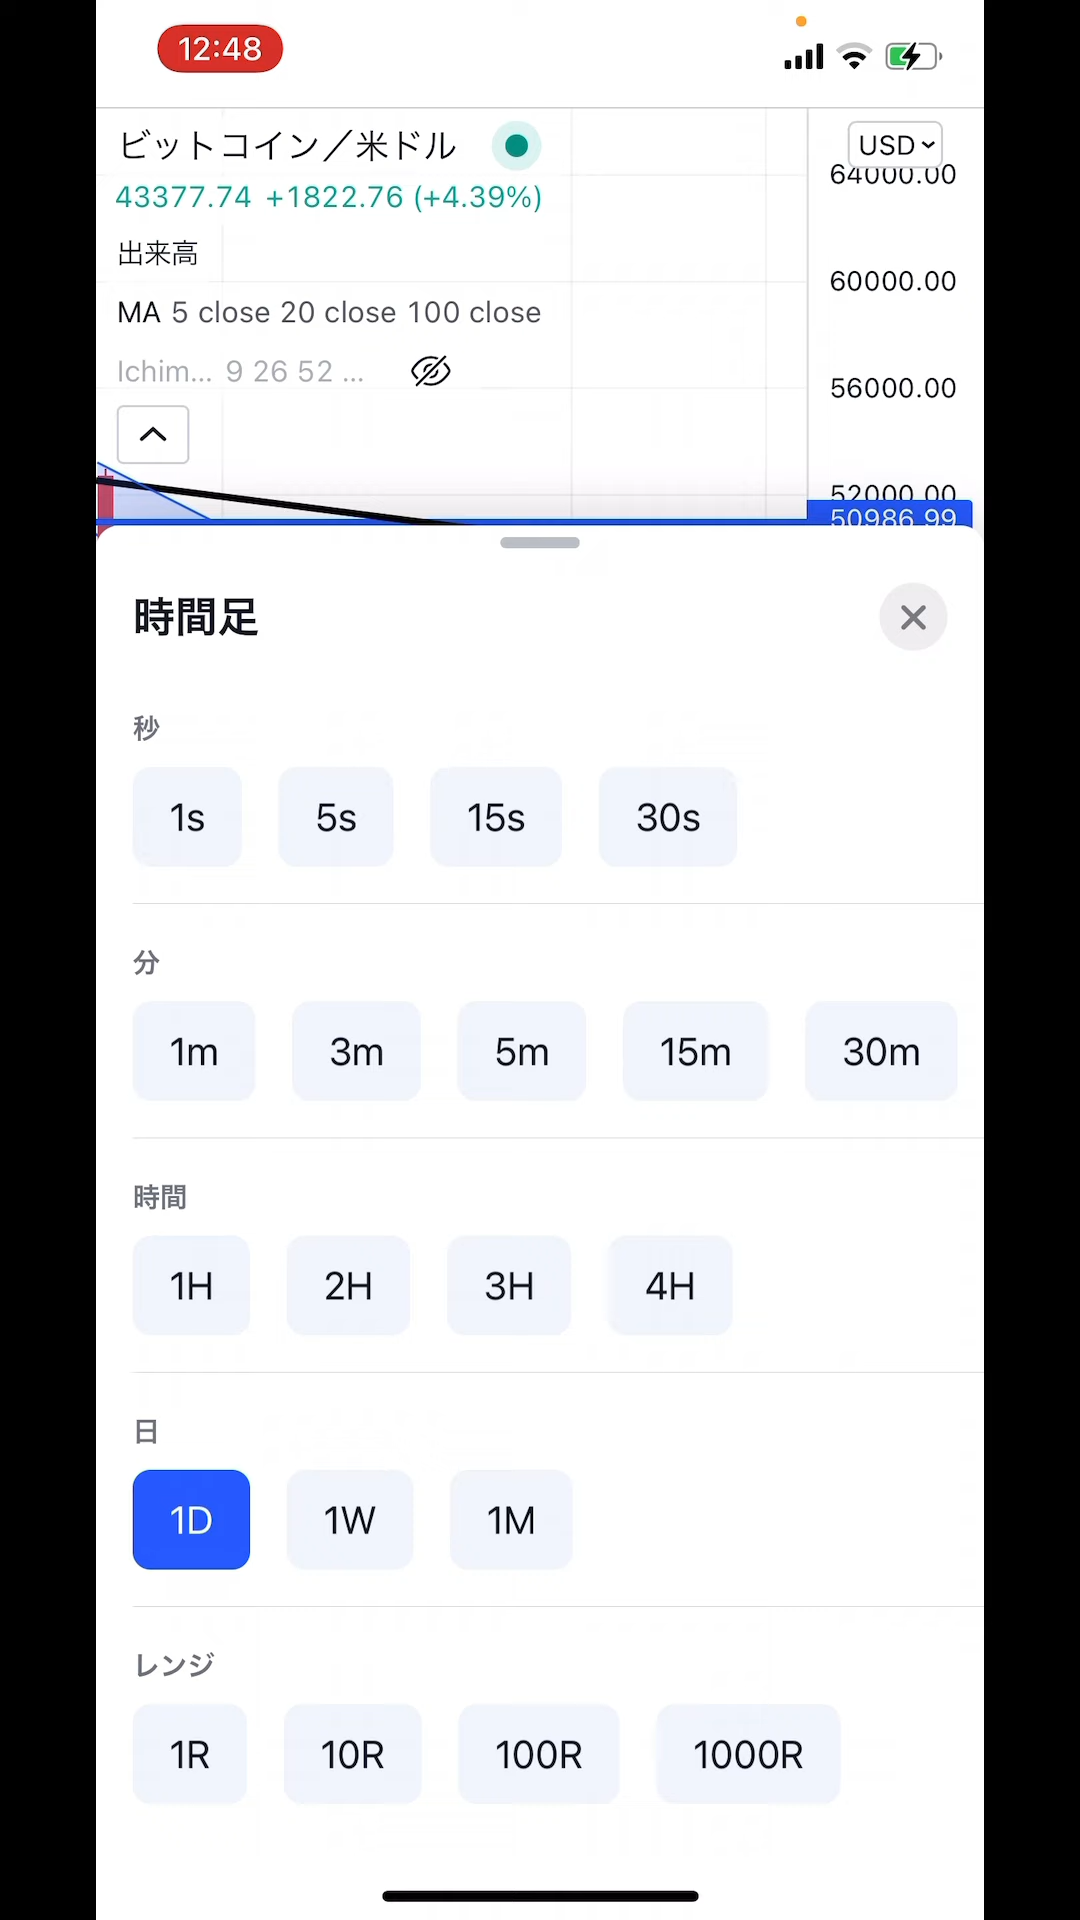 12:48
ビットコイン／米ドル
USD
64000.00
43377.74 +1822.76 (+4.39%)
出来高
60000.00
MA 5 close 20 close 100 close
Ichim... 9 26 52 ...
56000.00
52000.00
50986.99
時間足
秒
1s 5s 15s 30s
分
1m 3m 5m 15m 30m
時間
1H 2H 3H 4H
日
1D 1W 1M
レンジ
1R 10R 100R 1000R